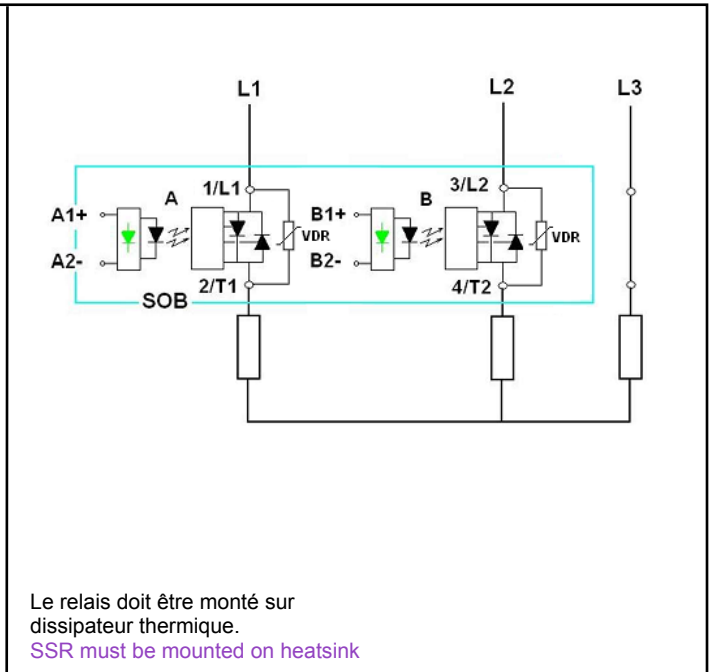 L1 L2 L3
1/L1 3/L2
A1+ A B1+ B
VDR VDR
A2- B2-
2/T1 4/T2
SOB
Le relais doit être monté sur
dissipateur thermique.
SSR must be mounted on heatsink